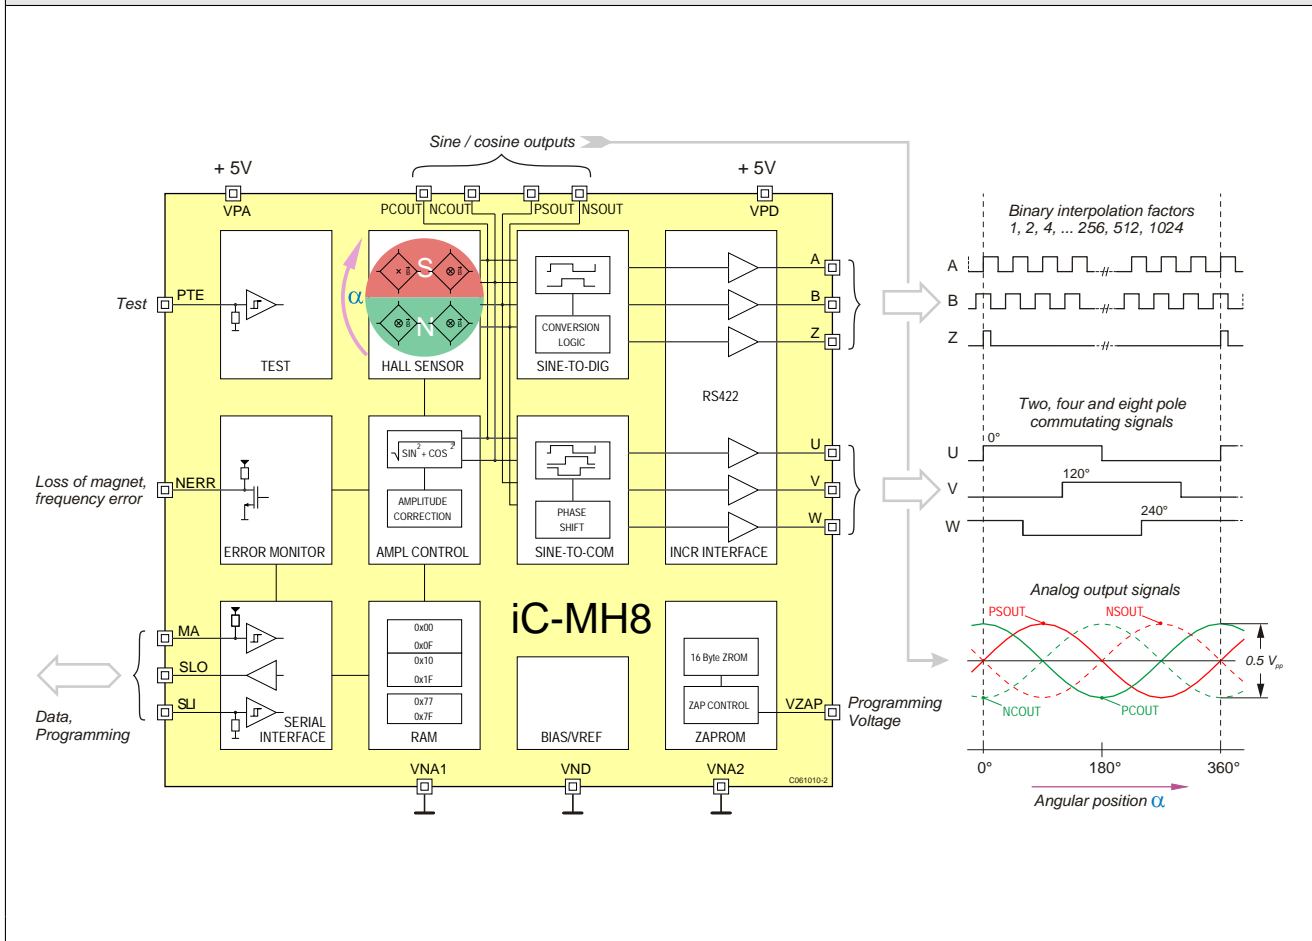 Sine / cosine outputs
+ 5V
+ 5V
VPA
PCOUT
NCOUT
PSOUT
NSOUT
VPD
PTE
Test
TEST
S
N
α
HALL SENSOR
CONVERSION
LOGIC
SINE-TO-DIG
A
B
Z
RS422
Loss of magnet,
frequency error
NERR
ERROR MONITOR
√ SIN² + COS²
AMPLITUDE
CORRECTION
AMPL CONTROL
PHASE
SHIFT
SINE-TO-COM
U
V
W
INCR INTERFACE
MA
SLO
SLI
Data,
Programming
SERIAL
INTERFACE
0x00
0x0F
0x10
0x1F
0x77
0x7F
RAM
iC-MH8
BIAS/VREF
16 Byte ZROM
ZAP CONTROL
ZAPROM
VZAP
Programming
Voltage
VNA1
VND
VNA2
C061010-2
Binary interpolation factors
1, 2, 4, ... 256, 512, 1024
A
B
Z
Two, four and eight pole
commutating signals
U
0°
V
120°
W
240°
Analog output signals
PSOUT
NSOUT
0.5 Vpp
NCOUT
PCOUT
0°
180°
360°
Angular position α